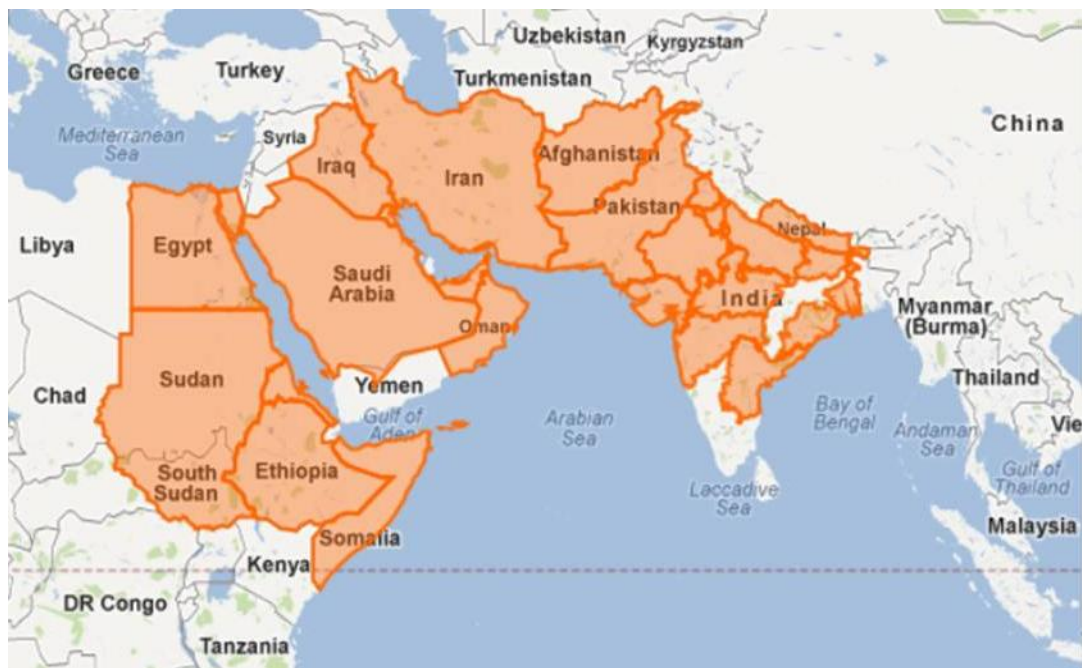 Uzbekistan
Kyrgyzstan
Greece
Turkey
Turkmenistan
China
Mediterranean
Sea
Syria
Iraq
Iran
Afghanistan
Pakistan
Nepal
Libya
Egypt
Saudi
Arabia
India
Oman
Myanmar
(Burma)
Chad
Sudan
Yemen
Thailand
Gulf of
Aden
Arabian
Sea
Bay of
Bengal
Andaman
Sea
Vie
South
Sudan
Ethiopia
Laccadive
Sea
Gulf of
Thailand
Somalia
Malaysia
Kenya
DR Congo
Tanzania